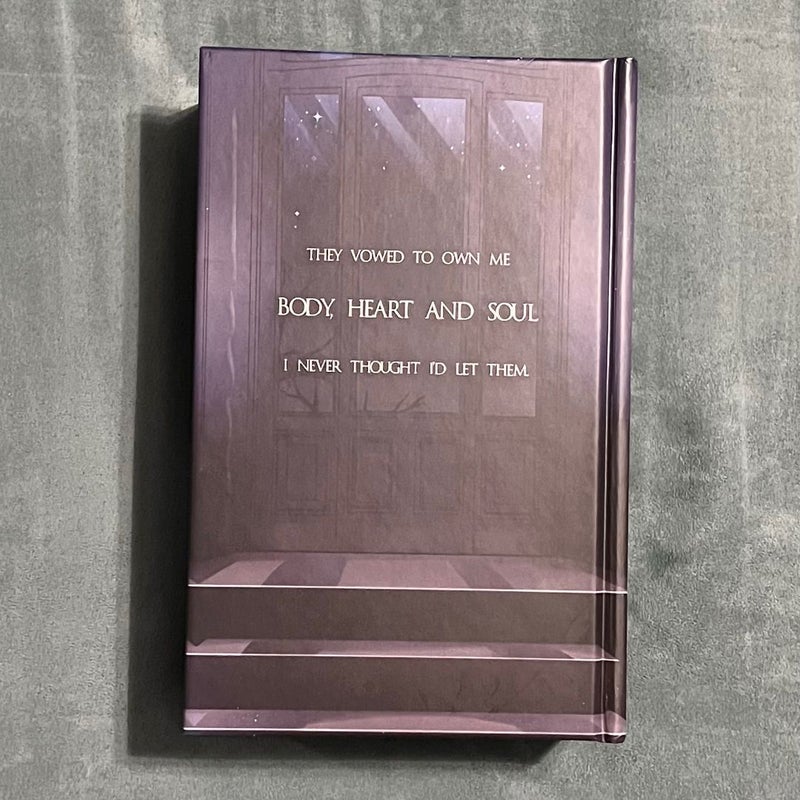 THEY VOWED TO OWN ME
BODY, HEART AND SOUL
I NEVER THOUGHT I'D LET THEM.